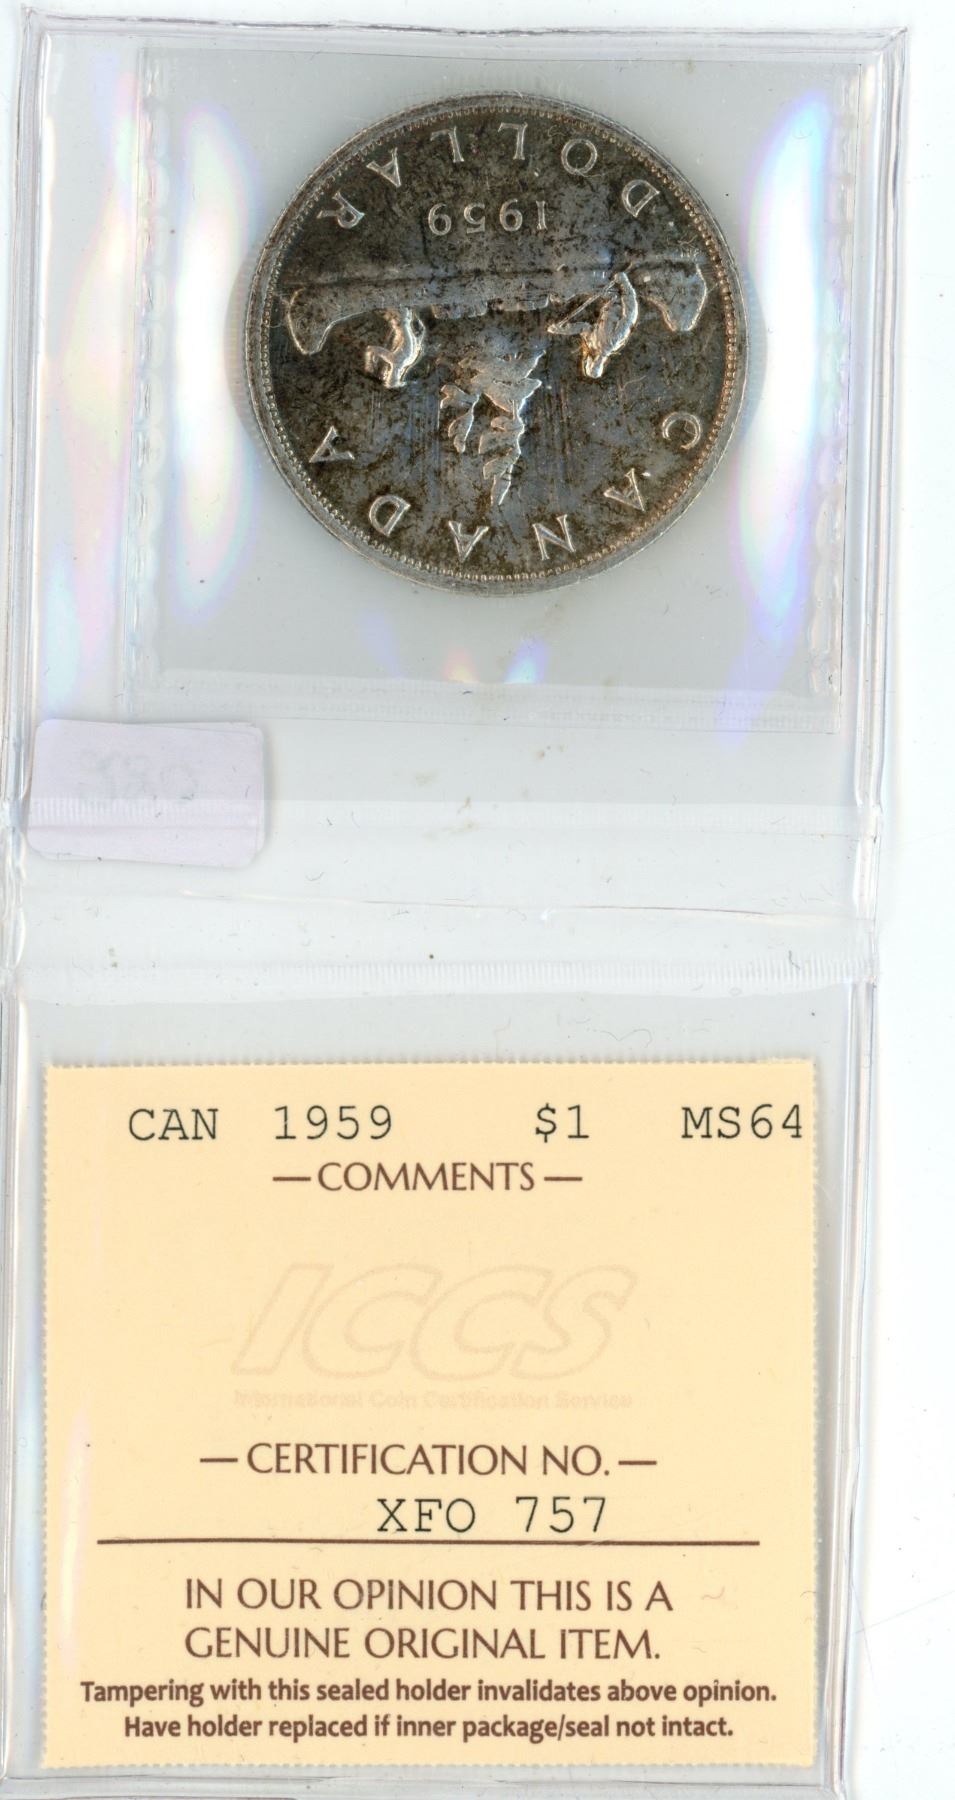 CANADA
1959
DOLLAR
CAN 1959 $1 MS64
— COMMENTS —
ICCS
International Coin Certification Service
— CERTIFICATION NO. —
XFO 757
IN OUR OPINION THIS IS A
GENUINE ORIGINAL ITEM.
Tampering with this sealed holder invalidates above opinion.
Have holder replaced if inner package/seal not intact.